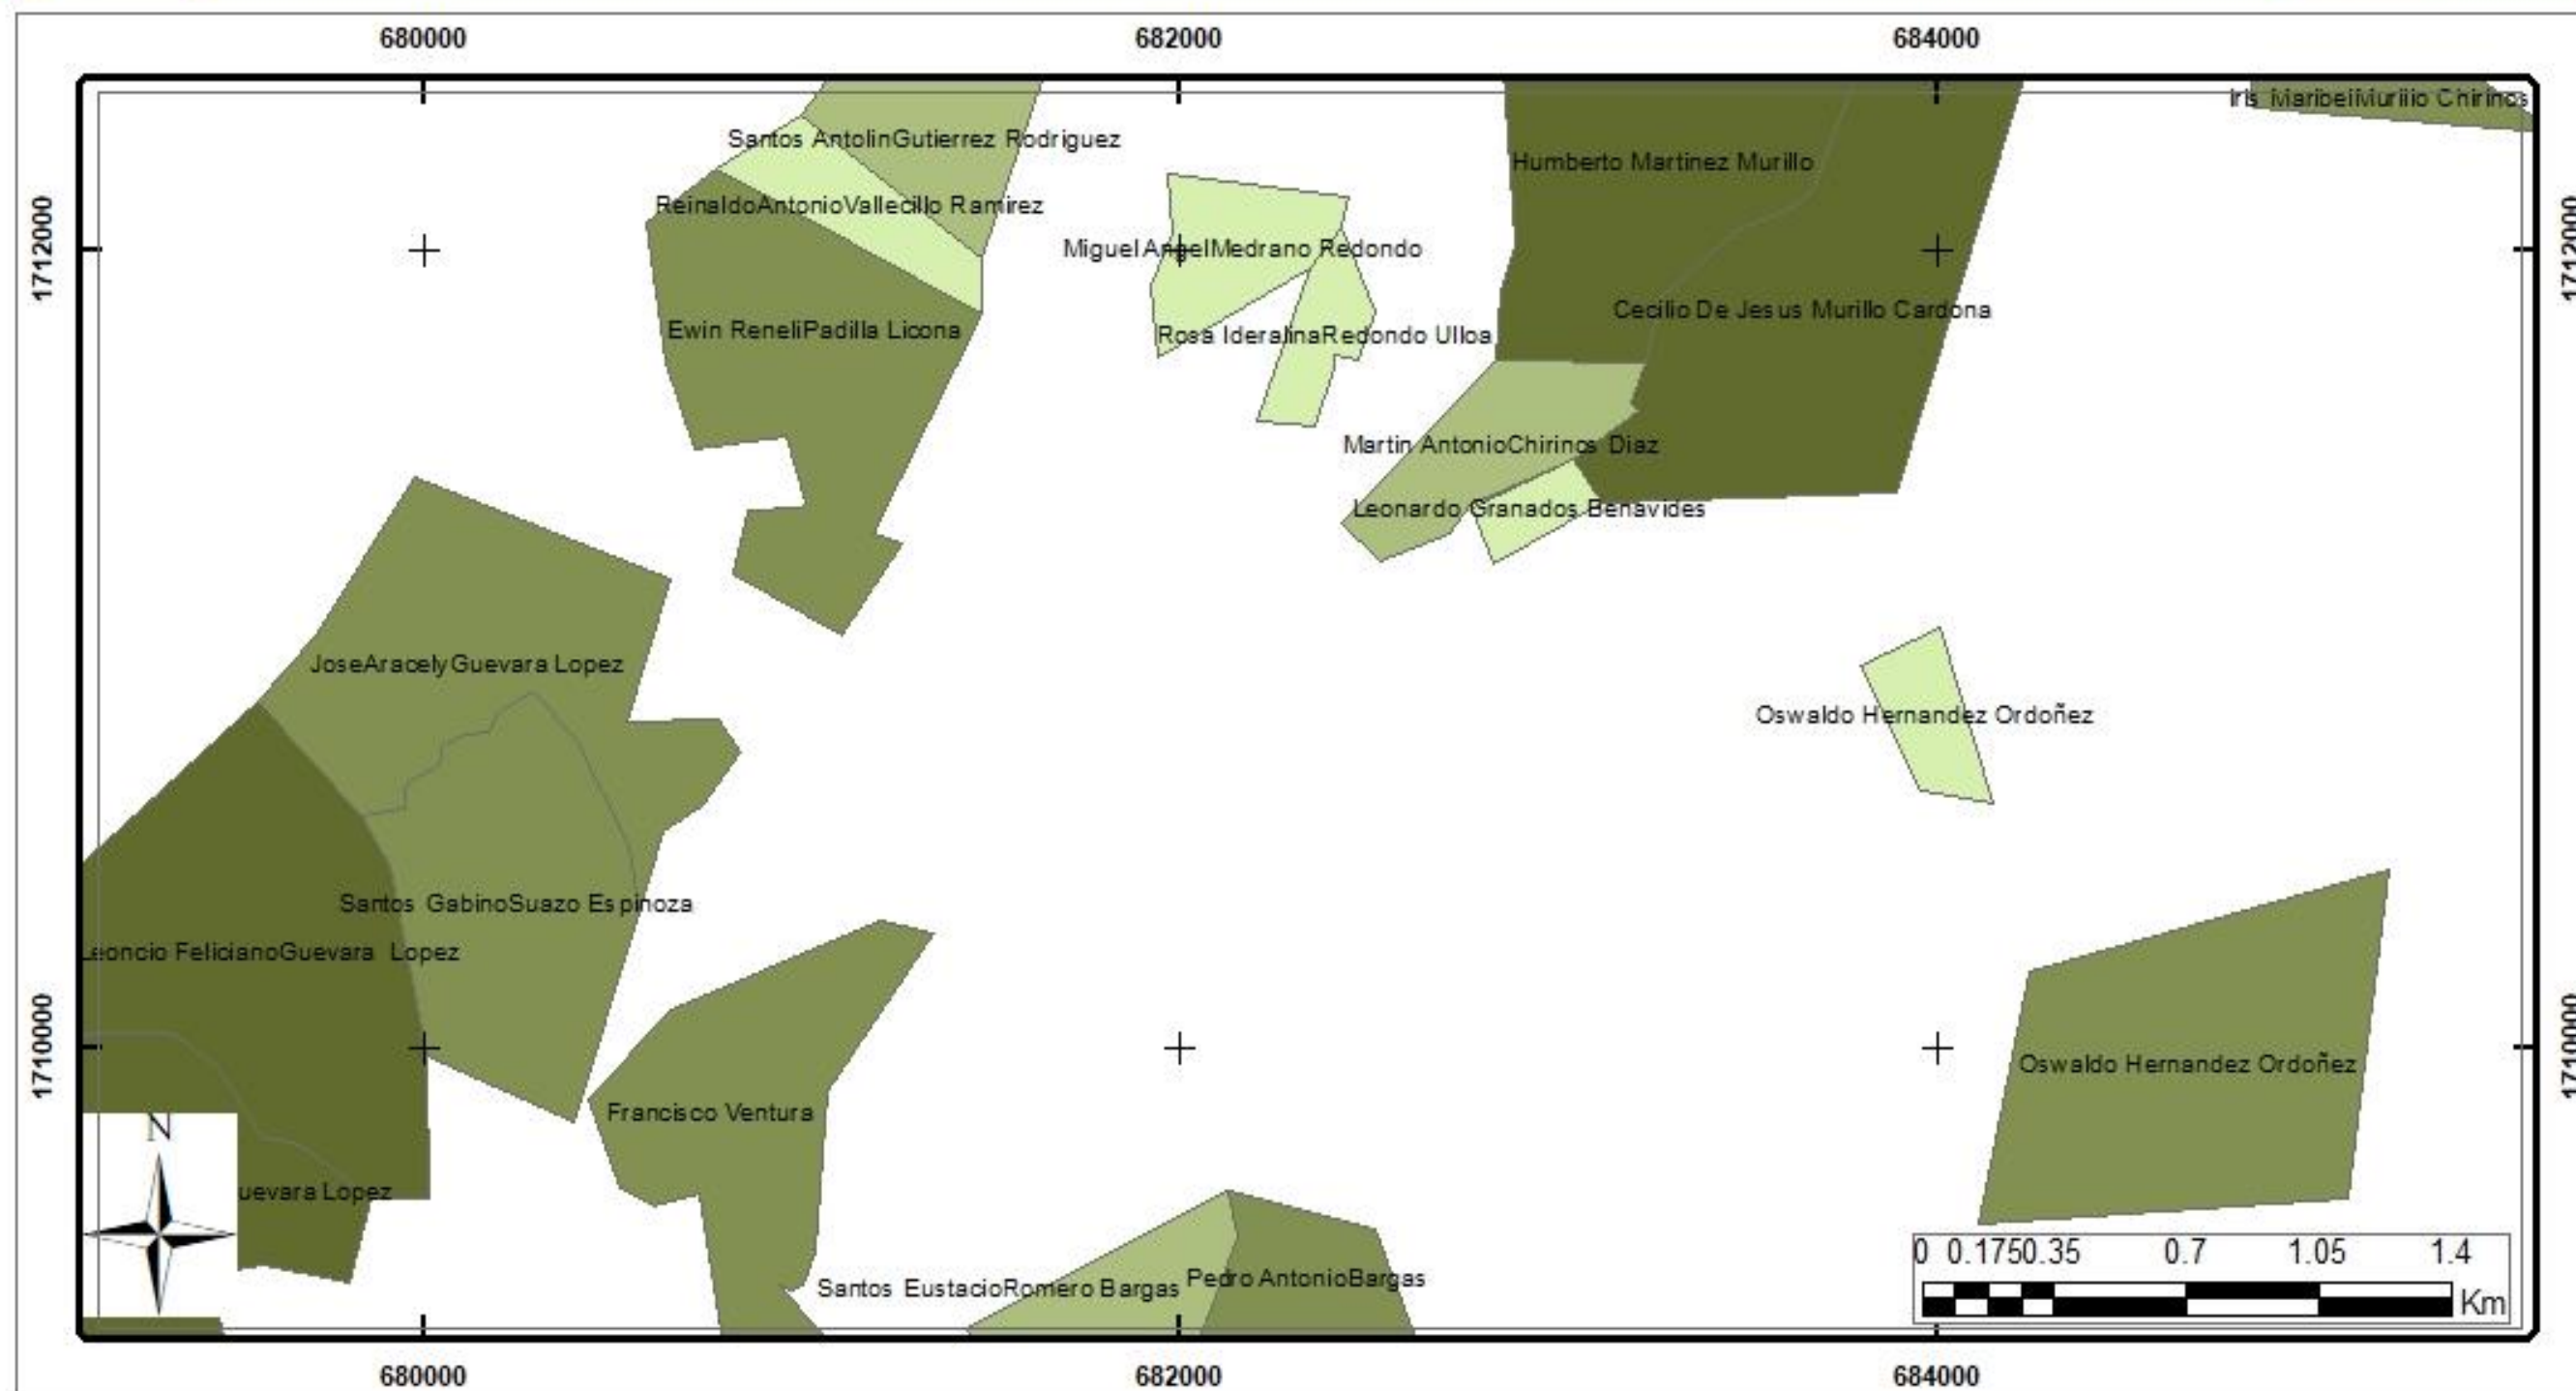 680000 682000 684000
Iris MaribelMurillo Chirinos
Santos AntolinGutierrez Rodriguez
Humberto Martinez Murillo
ReinaldoAntonioVallecillo Ramirez
1712000
1712000
Miguel AngelMedrano Redondo
Cecilio De Jesus Murillo Cardona
Ewin ReneliPadilla Licona
Rosa IderalinaRedondo Ulloa
Martin AntonioChirinos Diaz
Leonardo Granados Benavides
JoseAracelyGuevara Lopez
Oswaldo Hernandez Ordoñez
Santos GabinoSuazo Espinoza
Leoncio FelicianoGuevara Lopez
1710000
1710000
Oswaldo Hernandez Ordoñez
Francisco Ventura
N
uevara Lopez
Santos EustacioRomero Bargas
Pedro AntonioBargas
0 0.1750.35 0.7 1.05 1.4
Km
680000 682000 684000